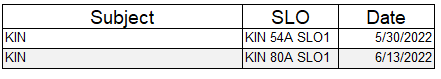 Subject SLO Date
KIN KIN 54A SLO1 5/30/2022
KIN KIN 80A SLO1 6/13/2022